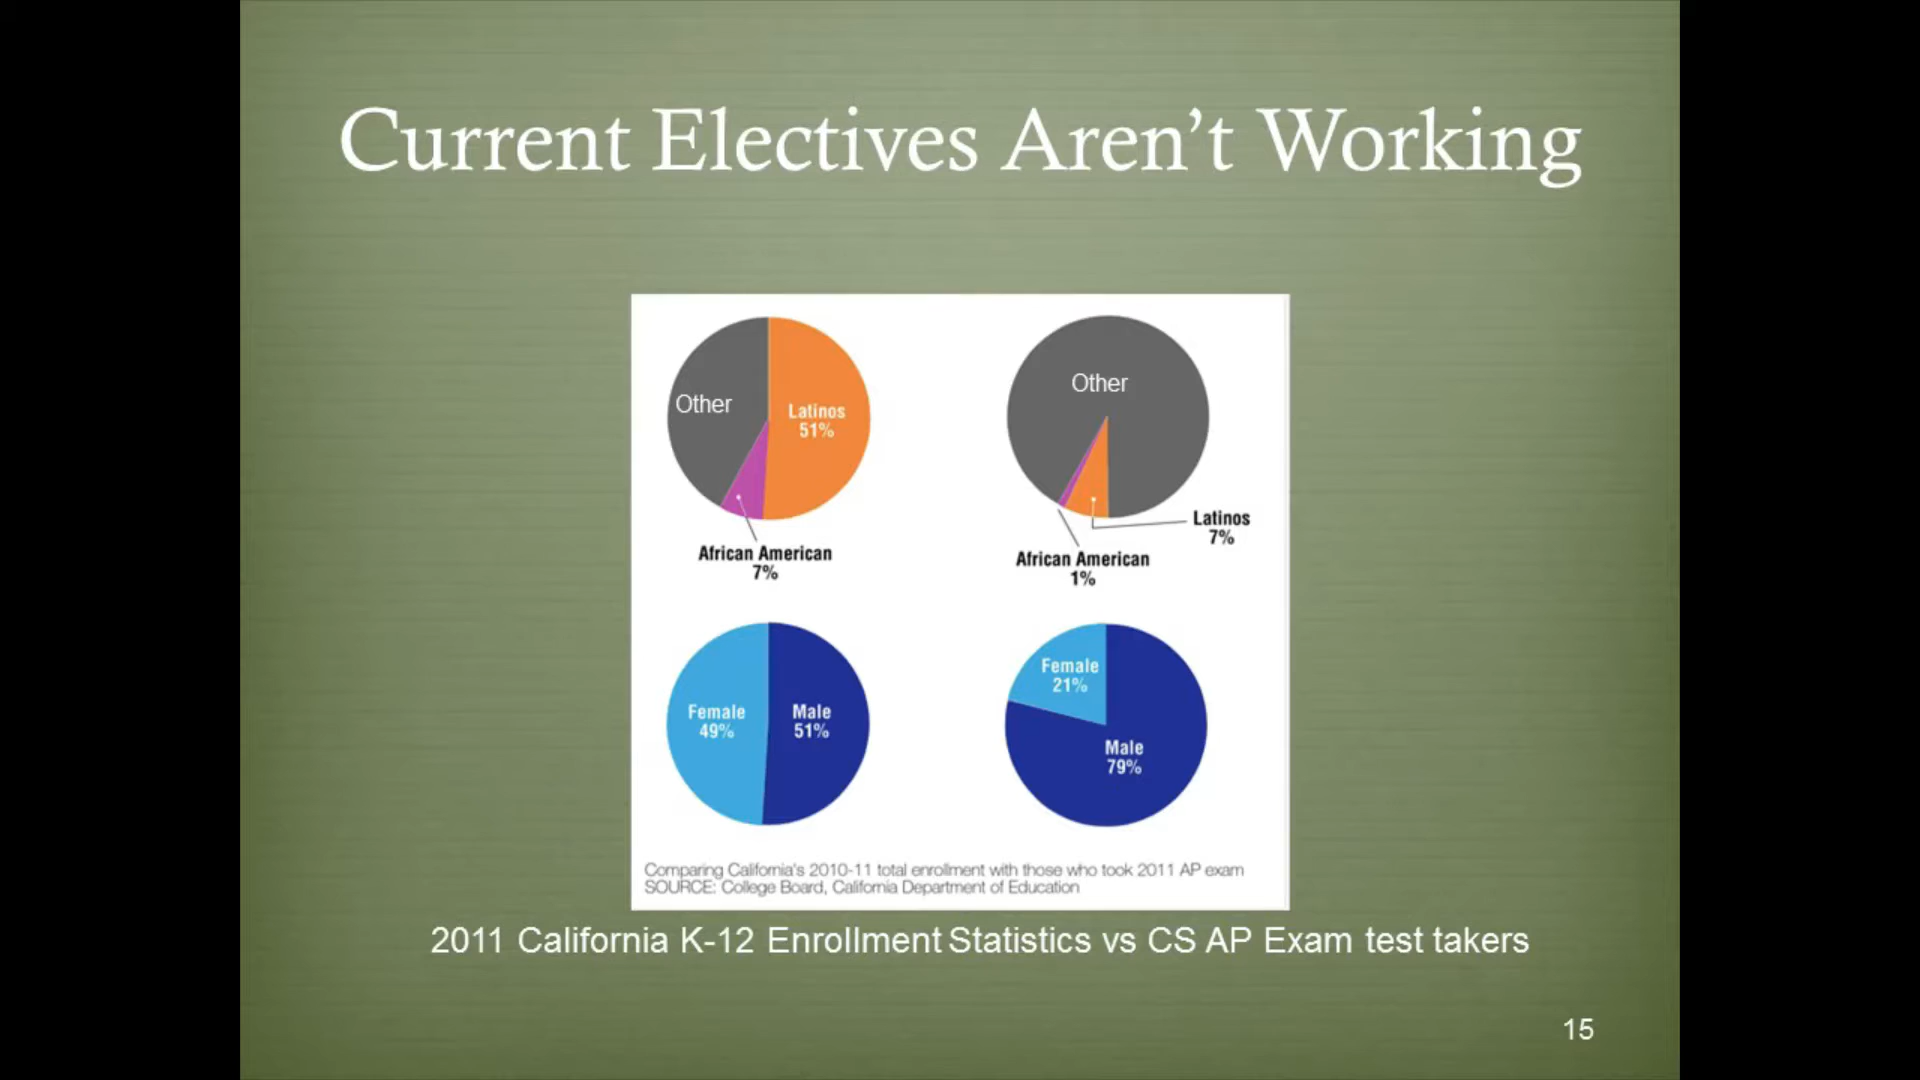 Current Electives Aren't Working
Other
Latinos
51%
African American
7%
Other
Latinos
7%
African American
1%
Female
49%
Male
51%
Female
21%
Male
79%
Comparing California's 2010-11 total enrollment with those who took 2011 AP exam
SOURCE: College Board, California Department of Education
2011 California K-12 Enrollment Statistics vs CS AP Exam test takers
15